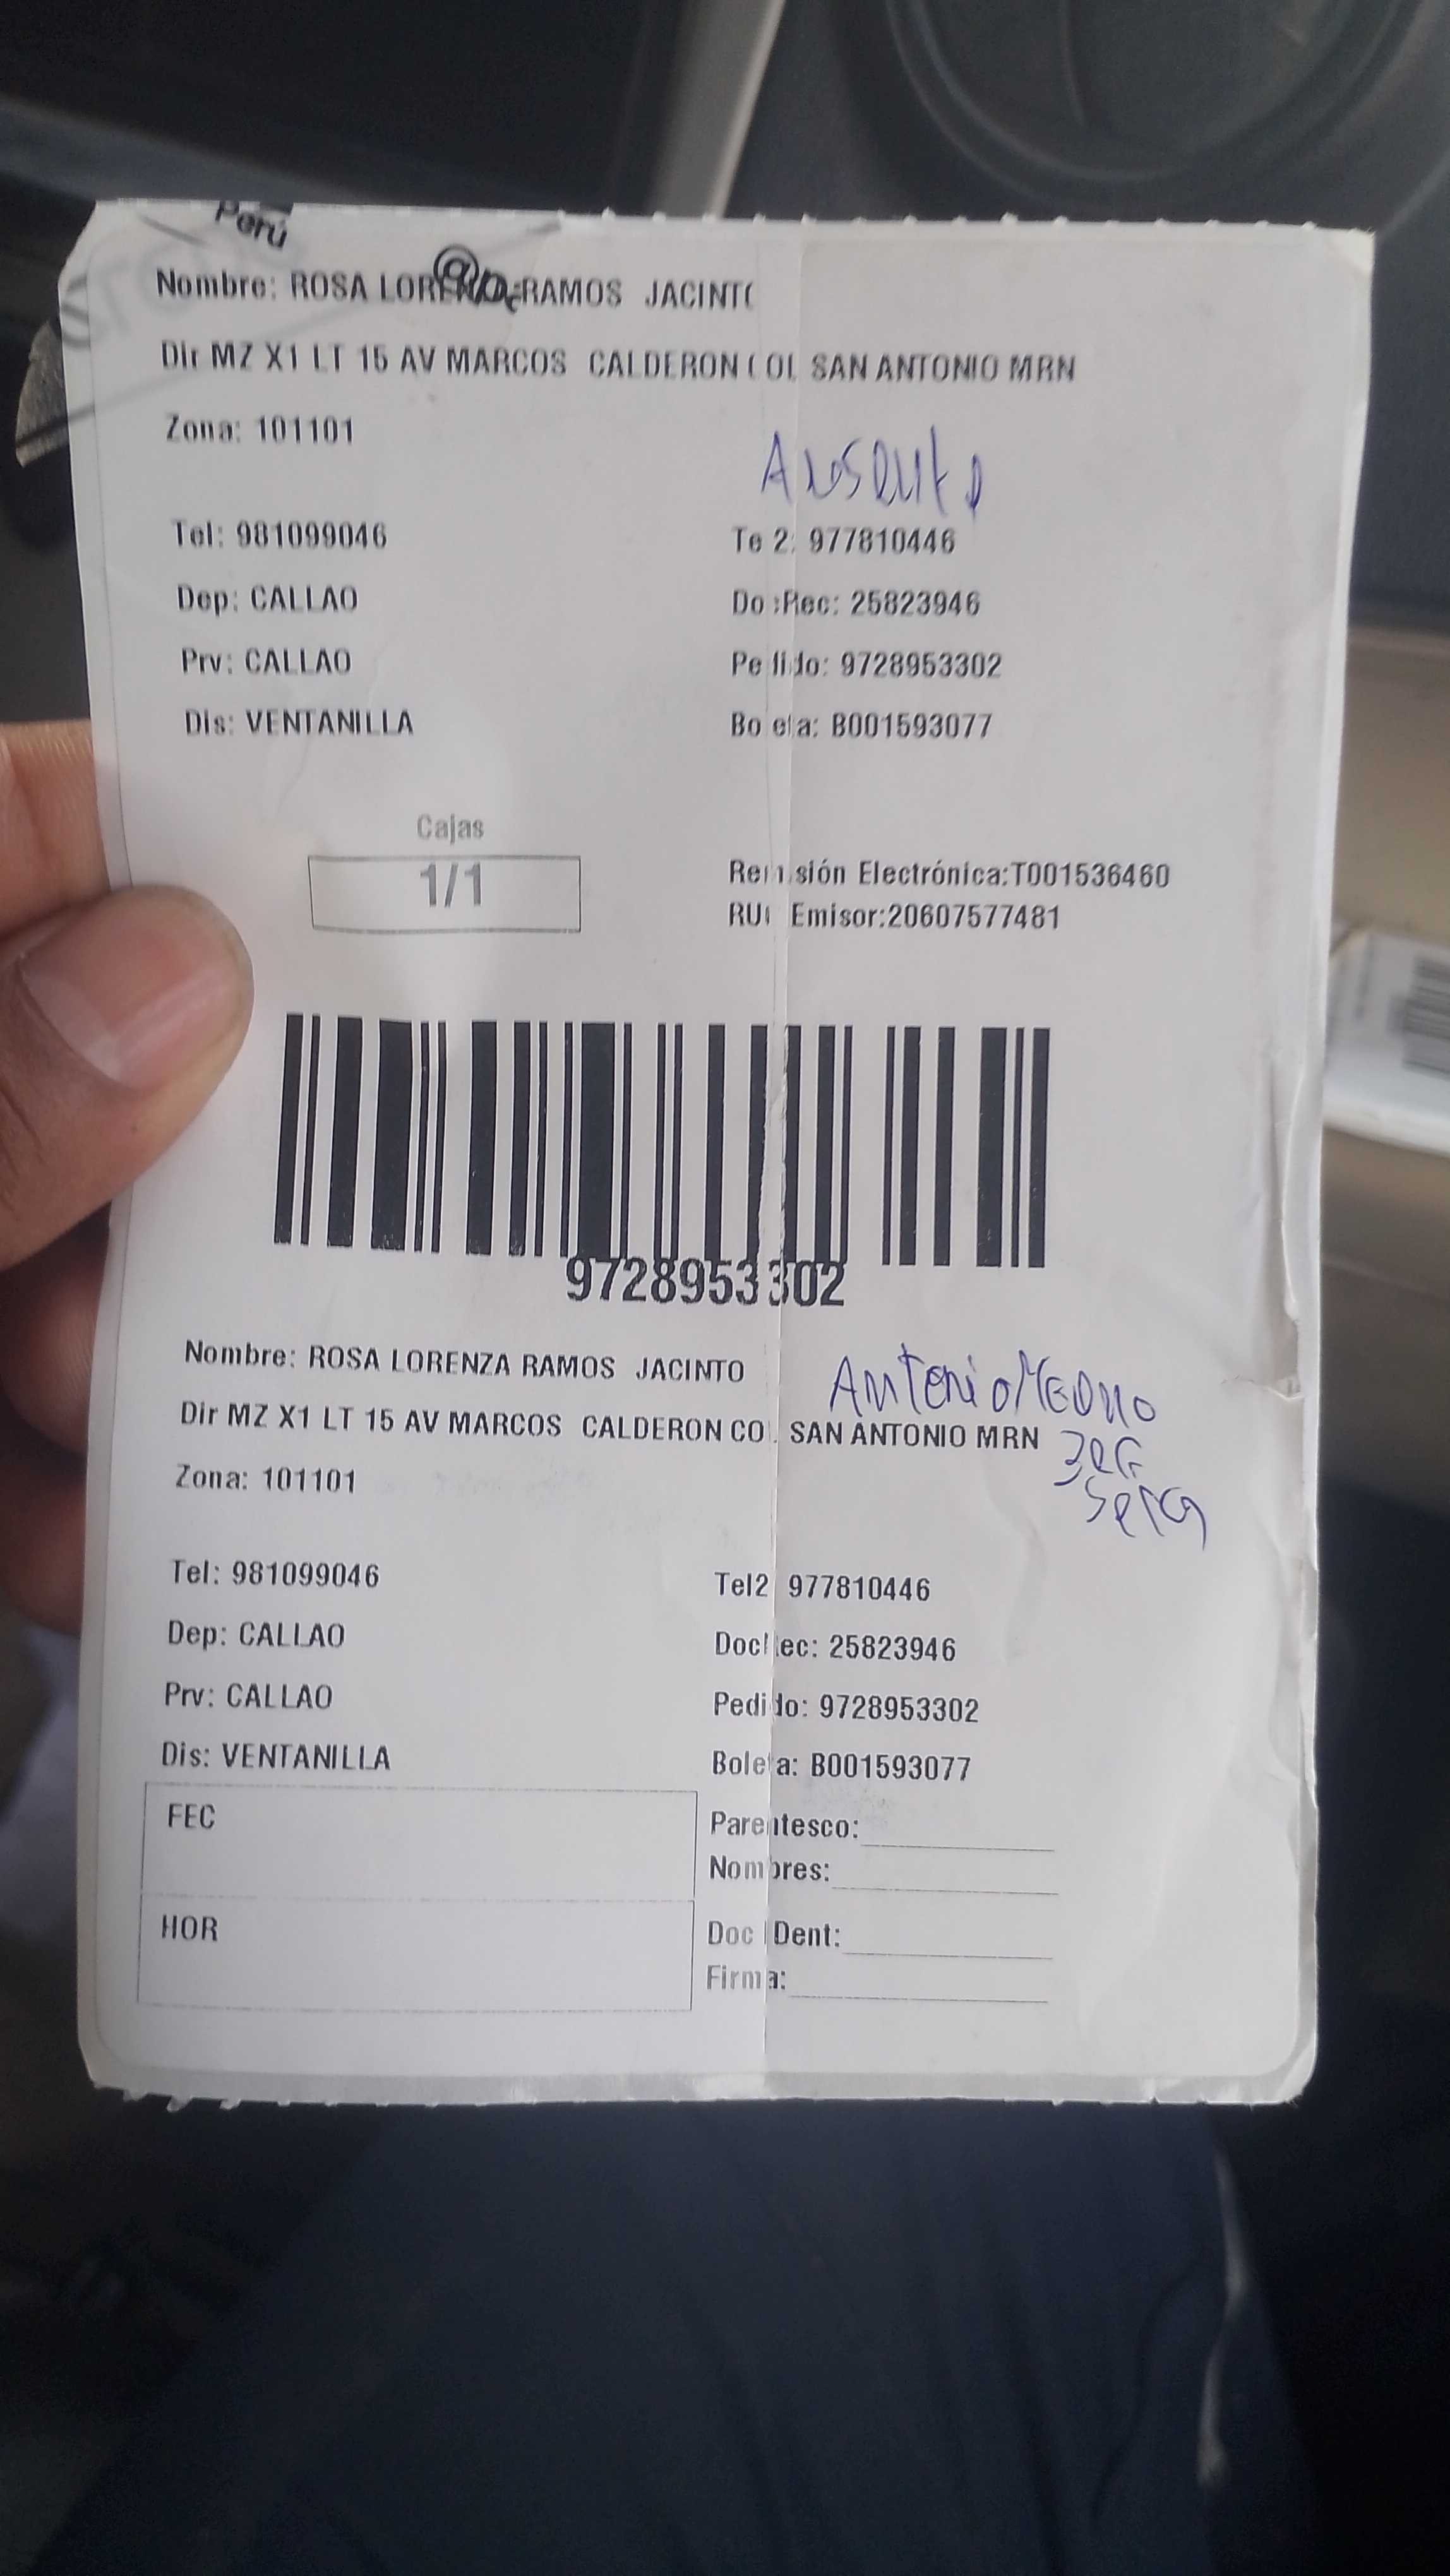 Perú
Nombre: ROSA LORENZA RAMOS JACINTO
Dir MZ X1 LT 15 AV MARCOS CALDERON COL SAN ANTONIO MRN
Zona: 101101
Ausente
Tel: 981099046 Te 2: 977810446
Dep: CALLAO Do :Rec: 25823946
Prv: CALLAO Pedido: 9728953302
Dis: VENTANILLA Boleta: B001593077
Cajas
1/1
Remisión Electrónica:T001536460
RUC Emisor:20607577481
9728953302
Nombre: ROSA LORENZA RAMOS JACINTO
Antonio
Dir MZ X1 LT 15 AV MARCOS CALDERON COL SAN ANTONIO MRN
Zona: 101101
Tel: 981099046 Tel2 977810446
Dep: CALLAO DocRec: 25823946
Prv: CALLAO Pedido: 9728953302
Dis: VENTANILLA Boleta: B001593077
FEC Parentesco:
Nombres:
HOR Doc IDent:
Firma: